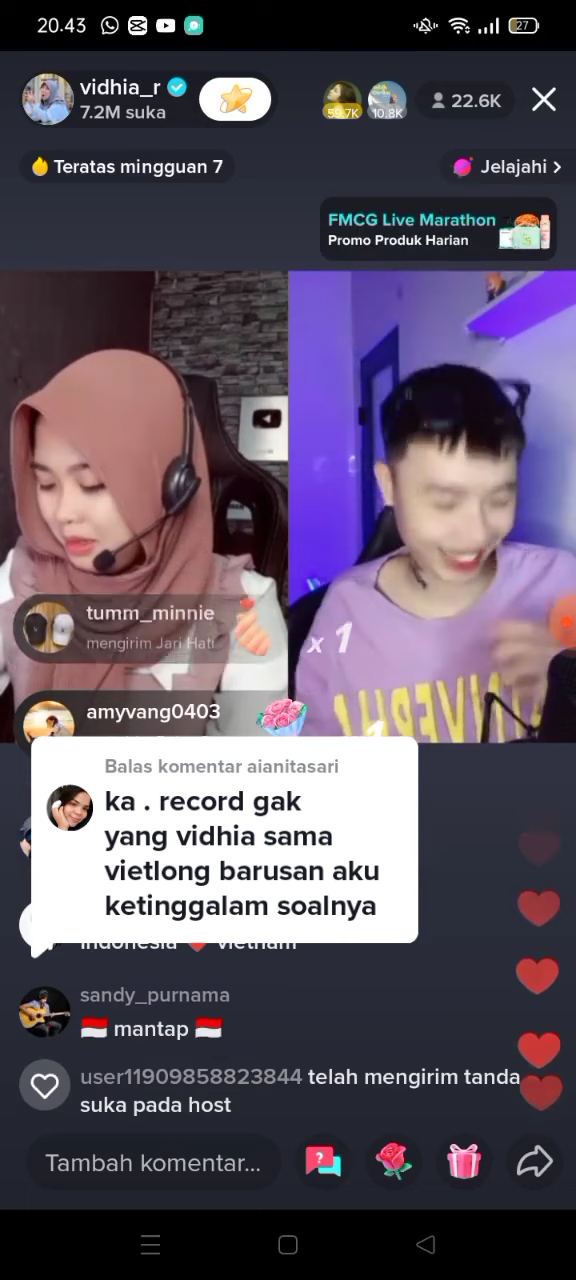 20.43
27
vidhia_r
7.2M suka
59.7K
10.8K
22.6K
Teratas mingguan 7
Jelajahi >
FMCG Live Marathon
Promo Produk Harian
tumm_minnie
mengirim Jari Hati
x 1
amyvang0403
Balas komentar aianitasari
ka . record gak
yang vidhia sama
vietlong barusan aku
ketinggalam soalnya
indonesia ❤️ vietnam
sandy_purnama
🇮🇩 mantap 🇮🇩
user11909858823844 telah mengirim tanda
suka pada host
Tambah komentar...